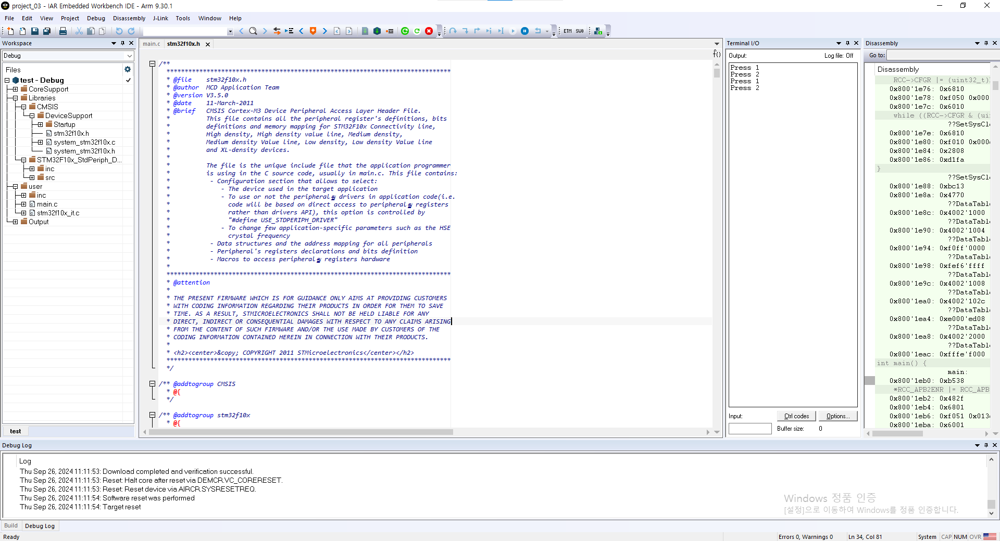 project_03 - IAR Embedded Workbench IDE - Arm 9.30.1
File Edit View Project Debug Disassembly J-Link Tools Window Help
ETM SWO
Workspace
Debug
Files
test - Debug
CoreSupport
Libraries
CMSIS
DeviceSupport
Startup
stm32f10x.h
system_stm32f10x.c
system_stm32f10x.h
STM32F10x_StdPeriph_D...
inc
src
user
inc
main.c
stm32f10x_it.c
Output
test
main.c stm32f10x.h
f()
/**
******************************************************************************
* @file    stm32f10x.h
* @author  MCD Application Team
* @version V3.5.0
* @date    11-March-2011
* @brief   CMSIS Cortex-M3 Device Peripheral Access Layer Header File.
*          This file contains all the peripheral register's definitions, bits
*          definitions and memory mapping for STM32F10x Connectivity line,
*          High density, High density value line, Medium density,
*          Medium density Value line, Low density, Low density Value line
*          and XL-density devices.
*
*          The file is the unique include file that the application programmer
*          is using in the C source code, usually in main.c. This file contains:
*           - Configuration section that allows to select:
*              - The device used in the target application
*              - To use or not the peripheral drivers in application code(i.e.
*                code will be based on direct access to peripheral registers
*                rather than drivers API), this option is controlled by
*                "#define USE_STDPERIPH_DRIVER"
*              - To change few application-specific parameters such as the HSE
*                crystal frequency
*           - Data structures and the address mapping for all peripherals
*           - Peripheral's registers declarations and bits definition
*           - Macros to access peripheral registers hardware
*
******************************************************************************
* @attention
*
* THE PRESENT FIRMWARE WHICH IS FOR GUIDANCE ONLY AIMS AT PROVIDING CUSTOMERS
* WITH CODING INFORMATION REGARDING THEIR PRODUCTS IN ORDER FOR THEM TO SAVE
* TIME. AS A RESULT, STMICROELECTRONICS SHALL NOT BE HELD LIABLE FOR ANY
* DIRECT, INDIRECT OR CONSEQUENTIAL DAMAGES WITH RESPECT TO ANY CLAIMS ARISING
* FROM THE CONTENT OF SUCH FIRMWARE AND/OR THE USE MADE BY CUSTOMERS OF THE
* CODING INFORMATION CONTAINED HEREIN IN CONNECTION WITH THEIR PRODUCTS.
*
* <h2><center>&copy; COPYRIGHT 2011 STMicroelectronics</center></h2>
******************************************************************************
*/
/** @addtogroup CMSIS
* @{
*/
/** @addtogroup stm32f10x
* @{
Terminal I/O
Output: Log file: Off
Press 1
Press 2
Press 1
Press 2
Input: Ctrl codes Options...
Buffer size: 0
Disassembly
Go to:
Disassembly
RCC->CFGR |= (uint32_t)
0x800'1e76: 0x6810
0x800'1e78: 0xf050 0x000
0x800'1e7c: 0x6010
while ((RCC->CFGR & (ui
??SetSysCl
0x800'1e7e: 0x6810
0x800'1e80: 0xf010 0x000
0x800'1e84: 0x2808
0x800'1e86: 0xd1fa
}
??SetSysCl
0x800'1e88: 0xbc13
0x800'1e8a: 0x4770
??DataTabl
0x800'1e8c: 0x4002'1000
??DataTabl
0x800'1e90: 0x4002'1004
??DataTabl
0x800'1e94: 0xf0ff'0000
??DataTabl
0x800'1e98: 0xfef6'ffff
??DataTabl
0x800'1e9c: 0x4002'1008
??DataTabl
0x800'1ea0: 0x4002'102c
??DataTabl
0x800'1ea4: 0xe000'ed08
??DataTabl
0x800'1ea8: 0x4002'2000
??DataTabl
0x800'1eac: 0xfffe'f000
int main() {
main:
0x800'1eb0: 0xb538
*RCC_APB2ENR |= RCC_APB
0x800'1eb2: 0x482f
0x800'1eb4: 0x6801
0x800'1eb6: 0xf051 0x013
0x800'1eba: 0x6001
Debug Log
Log
Thu Sep 26, 2024 11:11:53: Download completed and verification successful.
Thu Sep 26, 2024 11:11:53: Reset: Halt core after reset via DEMCR.VC_CORERESET.
Thu Sep 26, 2024 11:11:53: Reset: Reset device via AIRCR.SYSRESETREQ.
Thu Sep 26, 2024 11:11:54: Software reset was performed
Thu Sep 26, 2024 11:11:54: Target reset
Windows 정품 인증
[설정]으로 이동하여 Windows를 정품 인증합니다.
Build Debug Log
Ready Errors 0, Warnings 0 Ln 34, Col 81 System CAP NUM OVR